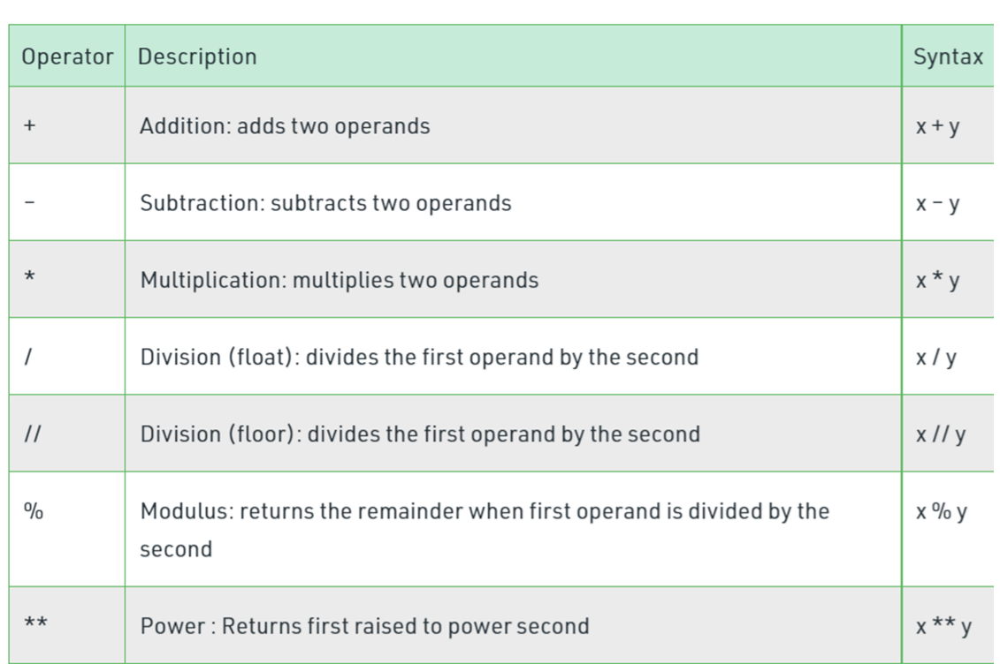 Operator Description Syntax
+ Addition: adds two operands x + y
– Subtraction: subtracts two operands x – y
* Multiplication: multiplies two operands x * y
/ Division (float): divides the first operand by the second x / y
// Division (floor): divides the first operand by the second x // y
% Modulus: returns the remainder when first operand is divided by the x % y
second
** Power : Returns first raised to power second x ** y